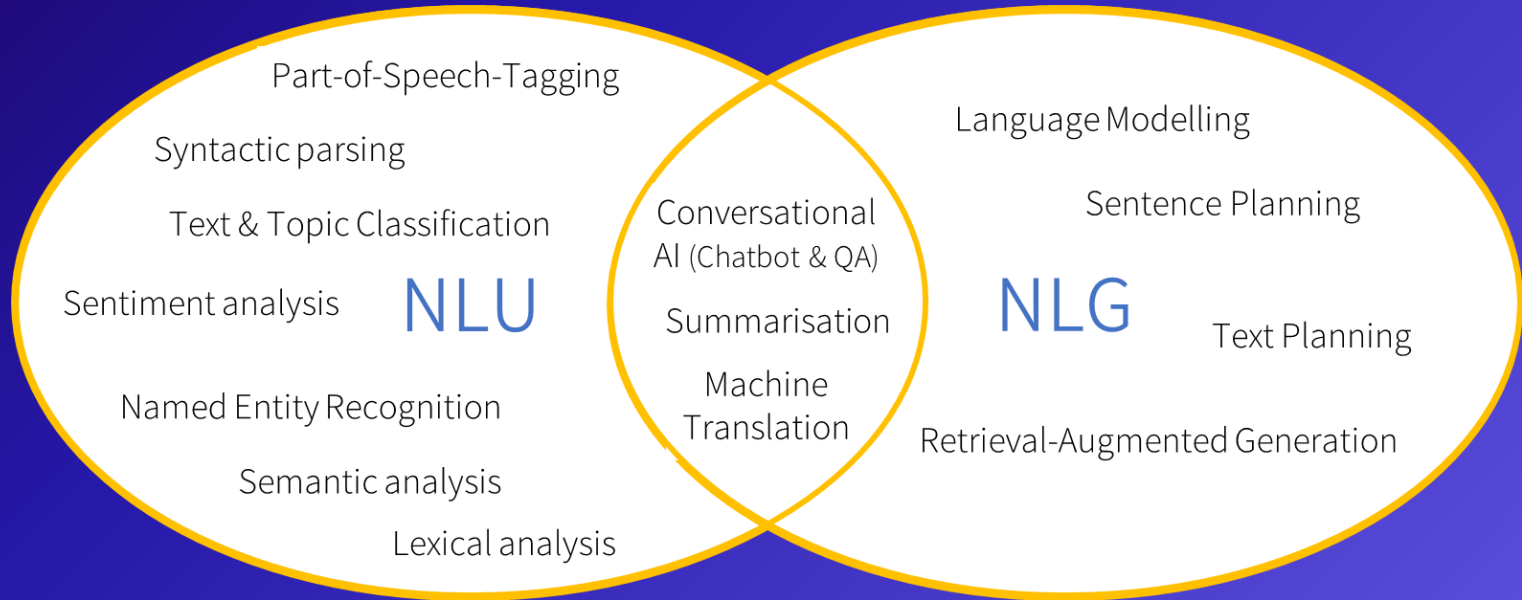 Part-of-Speech-Tagging
Syntactic parsing
Text & Topic Classification
Sentiment analysis
NLU
Named Entity Recognition
Semantic analysis
Lexical analysis
Conversational
AI (Chatbot & QA)
Summarisation
Machine
Translation
Language Modelling
Sentence Planning
NLG
Text Planning
Retrieval-Augmented Generation